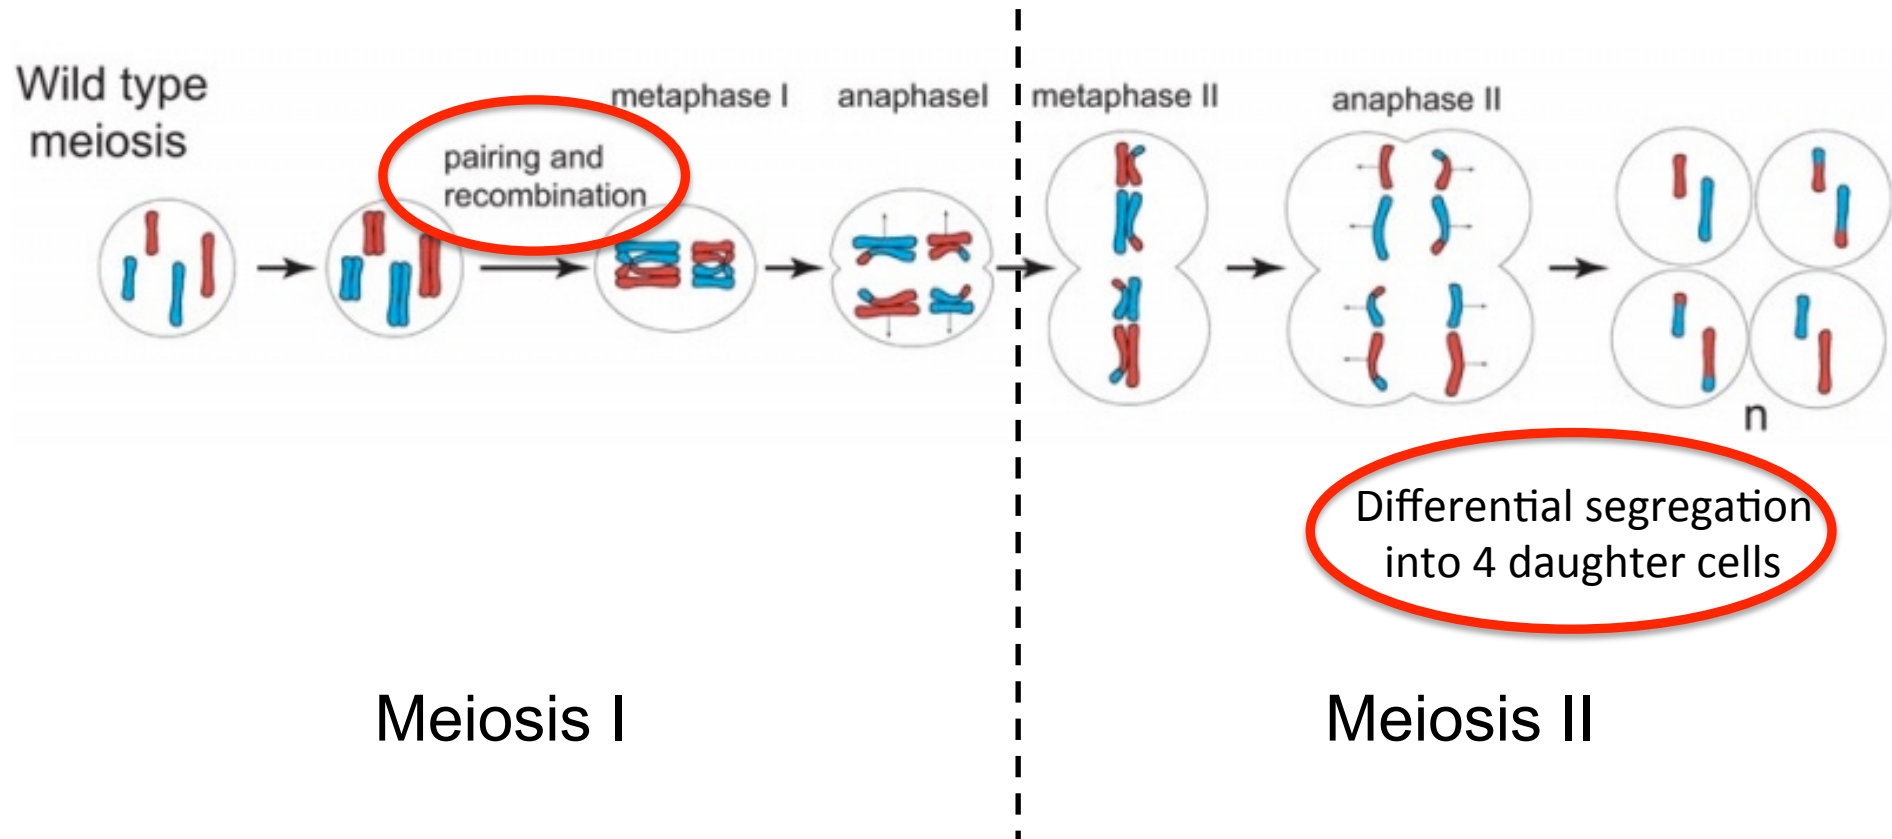 Wild type
meiosis
pairing and
recombination
metaphase I
anaphaseI
metaphase II
anaphase II
n
Differential segregation
into 4 daughter cells
Meiosis I
Meiosis II